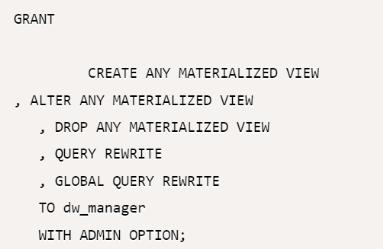 GRANT
CREATE ANY MATERIALIZED VIEW
, ALTER ANY MATERIALIZED VIEW
, DROP ANY MATERIALIZED VIEW
, QUERY REWRITE
, GLOBAL QUERY REWRITE
TO dw_manager
WITH ADMIN OPTION;